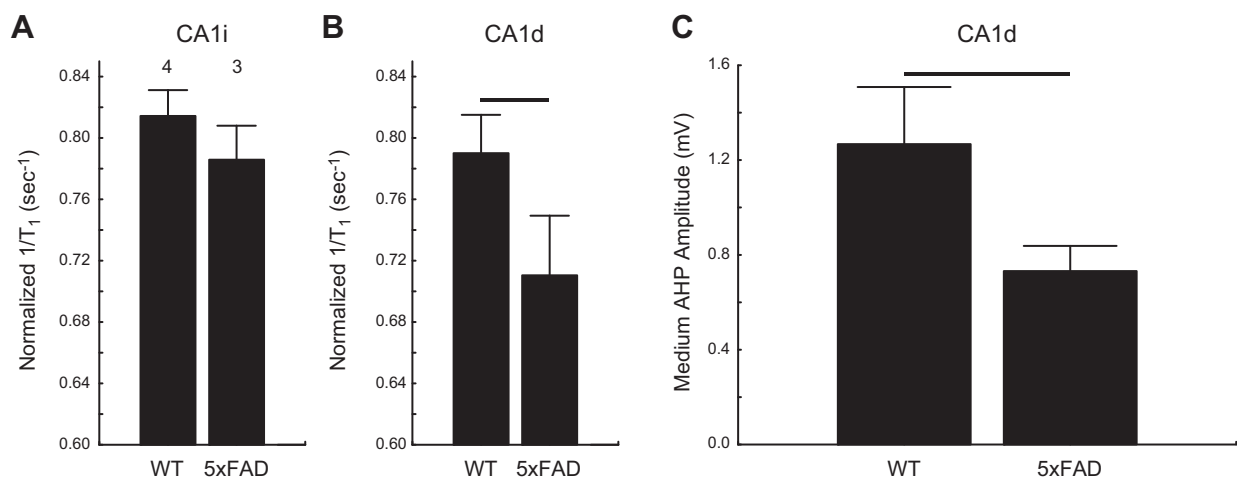 A
CA1i
4 3
Normalized 1/T1 (sec-1)
0.84
0.80
0.76
0.72
0.68
0.64
0.60
WT 5xFAD
B
CA1d
Normalized 1/T1 (sec-1)
0.84
0.80
0.76
0.72
0.68
0.64
0.60
WT 5xFAD
C
CA1d
Medium AHP Amplitude (mV)
1.6
1.2
0.8
0.4
0.0
WT 5xFAD